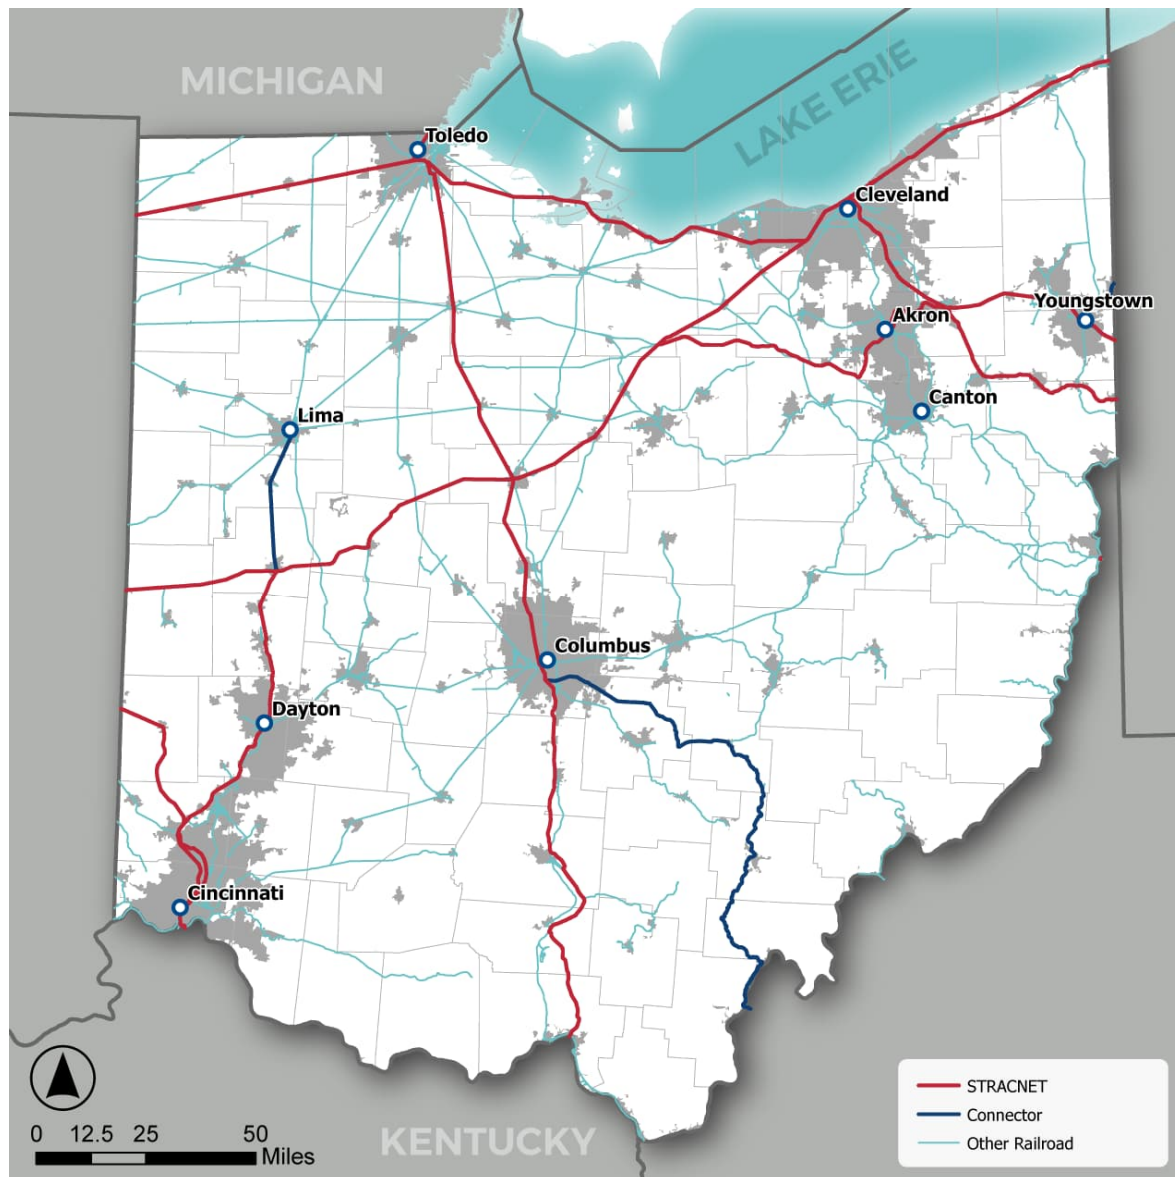 MICHIGAN
LAKE ERIE
Toledo
Cleveland
Youngstown
Akron
Canton
Lima
Columbus
Dayton
Cincinnati
KENTUCKY
0 12.5 25 50
Miles
STRACNET
Connector
Other Railroad